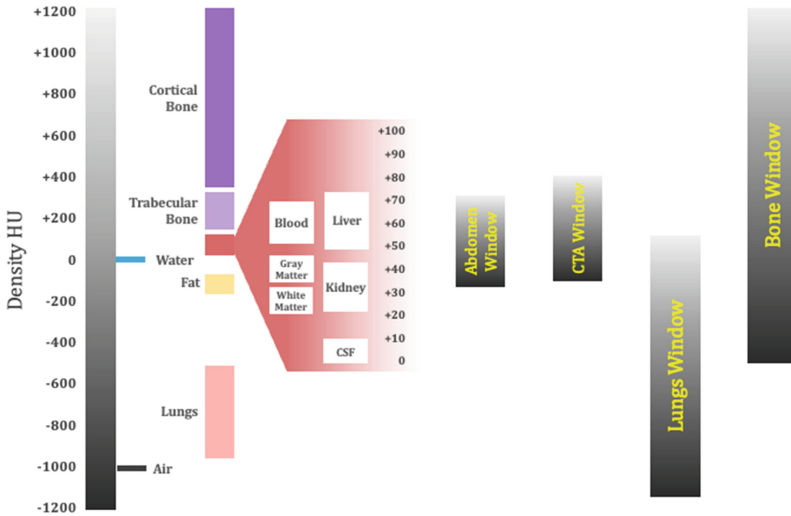 Density HU
+1200
+1000
+800
+600
+400
+200
0
-200
-400
-600
-800
-1000
-1200
Cortical
Bone
Trabecular
Bone
Water
Fat
Lungs
Air
Blood
Liver
Gray
Matter
White
Matter
Kidney
CSF
+100
+90
+80
+70
+60
+50
+40
+30
+20
+10
0
Abdomen
Window
CTA Window
Lungs Window
Bone Window